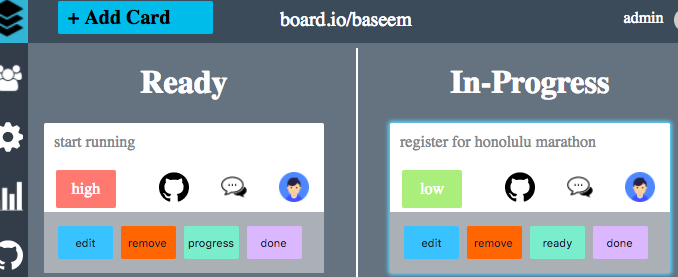 + Add Card
board.io/baseem
admin
Ready
In-Progress
start running
register for honolulu marathon
high
low
edit
remove
progress
done
edit
remove
ready
done